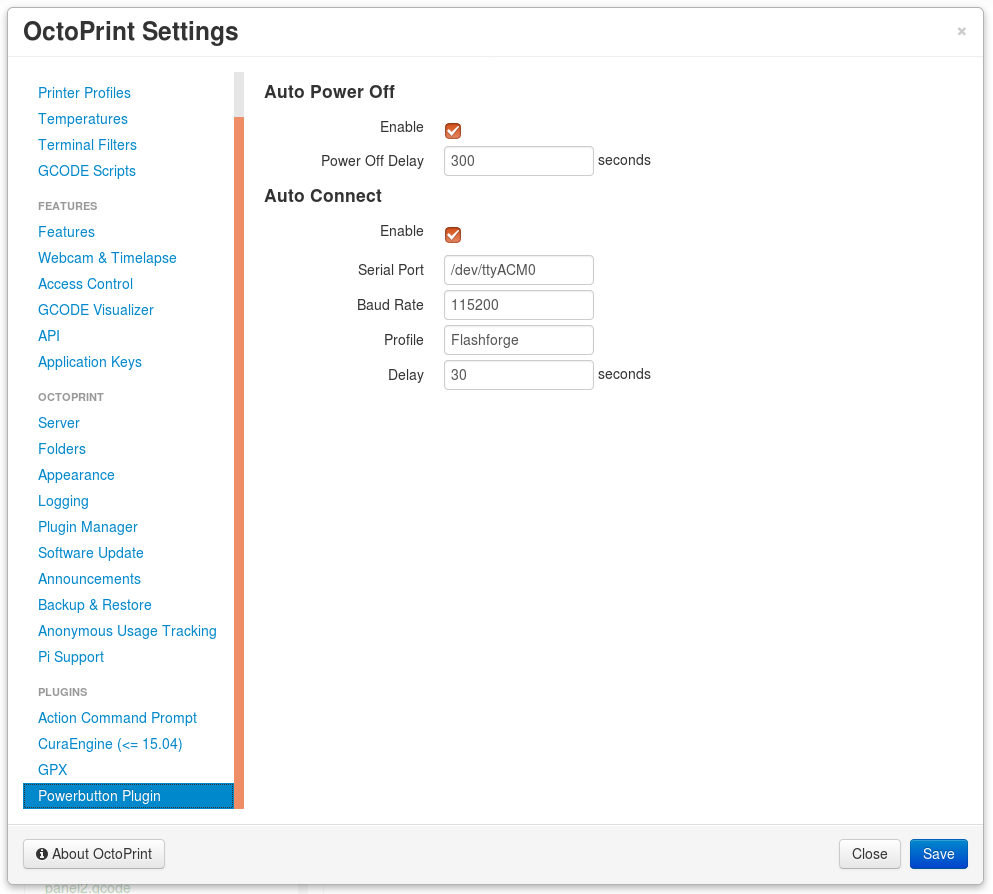 OctoPrint Settings
×
Printer Profiles
Temperatures
Terminal Filters
GCODE Scripts
FEATURES
Features
Webcam & Timelapse
Access Control
GCODE Visualizer
API
Application Keys
OCTOPRINT
Server
Folders
Appearance
Logging
Plugin Manager
Software Update
Announcements
Backup & Restore
Anonymous Usage Tracking
Pi Support
PLUGINS
Action Command Prompt
CuraEngine (<= 15.04)
GPX
Powerbutton Plugin
Auto Power Off
Enable
Power Off Delay 300 seconds
Auto Connect
Enable
Serial Port /dev/ttyACM0
Baud Rate 115200
Profile Flashforge
Delay 30 seconds
About OctoPrint
Close Save
panel2.gcode